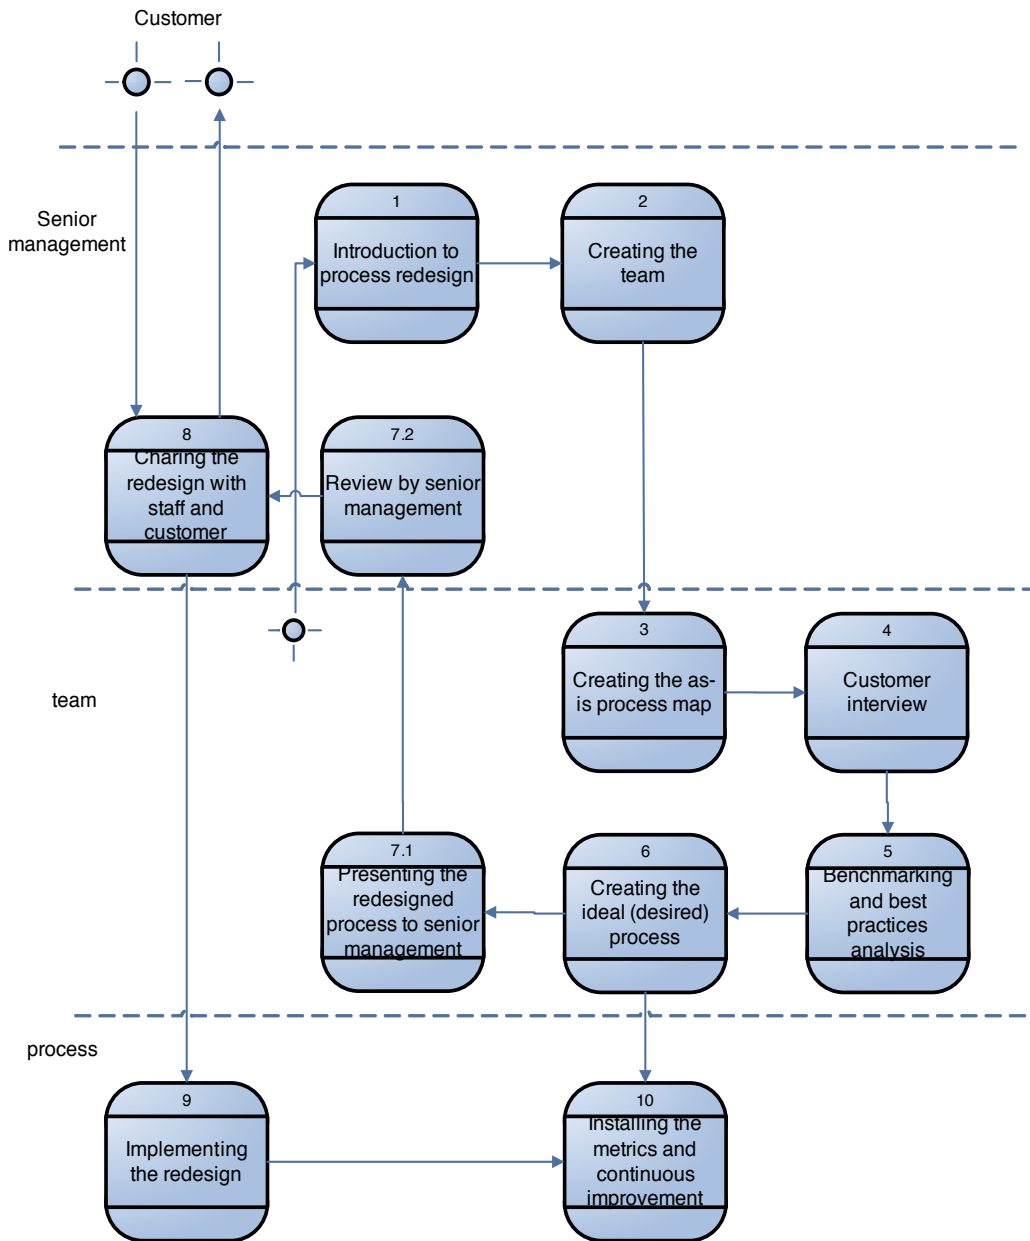 Customer
Senior
management
1
Introduction to
process redesign
2
Creating the
team
8
Charing the
redesign with
staff and
customer
7.2
Review by senior
management
team
3
Creating the as-
is process map
4
Customer
interview
7.1
Presenting the
redesigned
process to senior
management
6
Creating the
ideal (desired)
process
5
Benchmarking
and best
practices
analysis
process
9
Implementing
the redesign
10
Installing the
metrics and
continuous
improvement